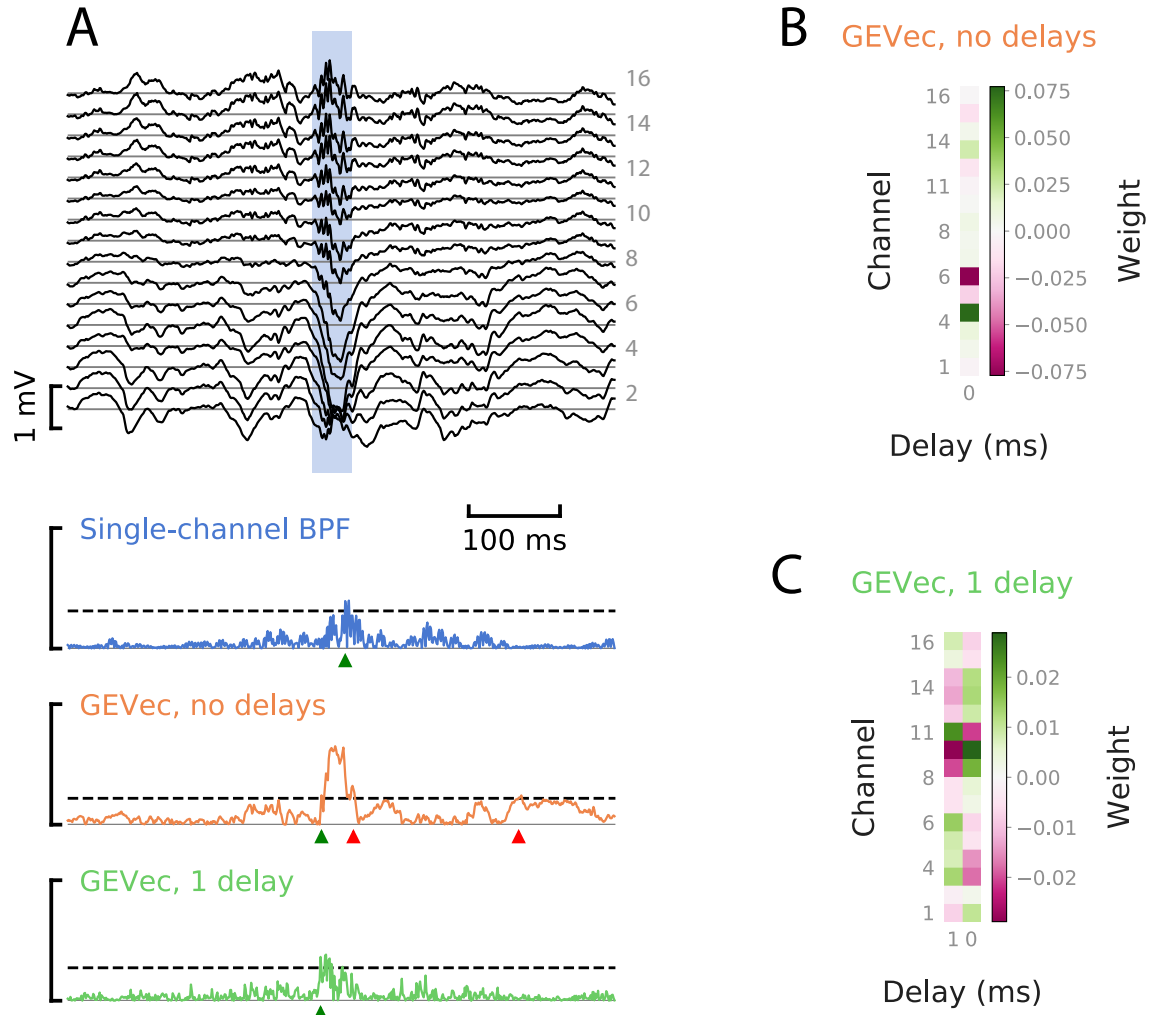 A
16
14
12
10
8
6
4
2
1 mV
100 ms
Single-channel BPF
GEVec, no delays
GEVec, 1 delay
B
GEVec, no delays
Channel
16
14
11
8
6
4
1
0
Delay (ms)
0.075
0.050
0.025
0.000
−0.025
−0.050
−0.075
Weight
C
GEVec, 1 delay
Channel
16
14
11
8
6
4
1
1 0
Delay (ms)
0.02
0.01
0.00
−0.01
−0.02
Weight